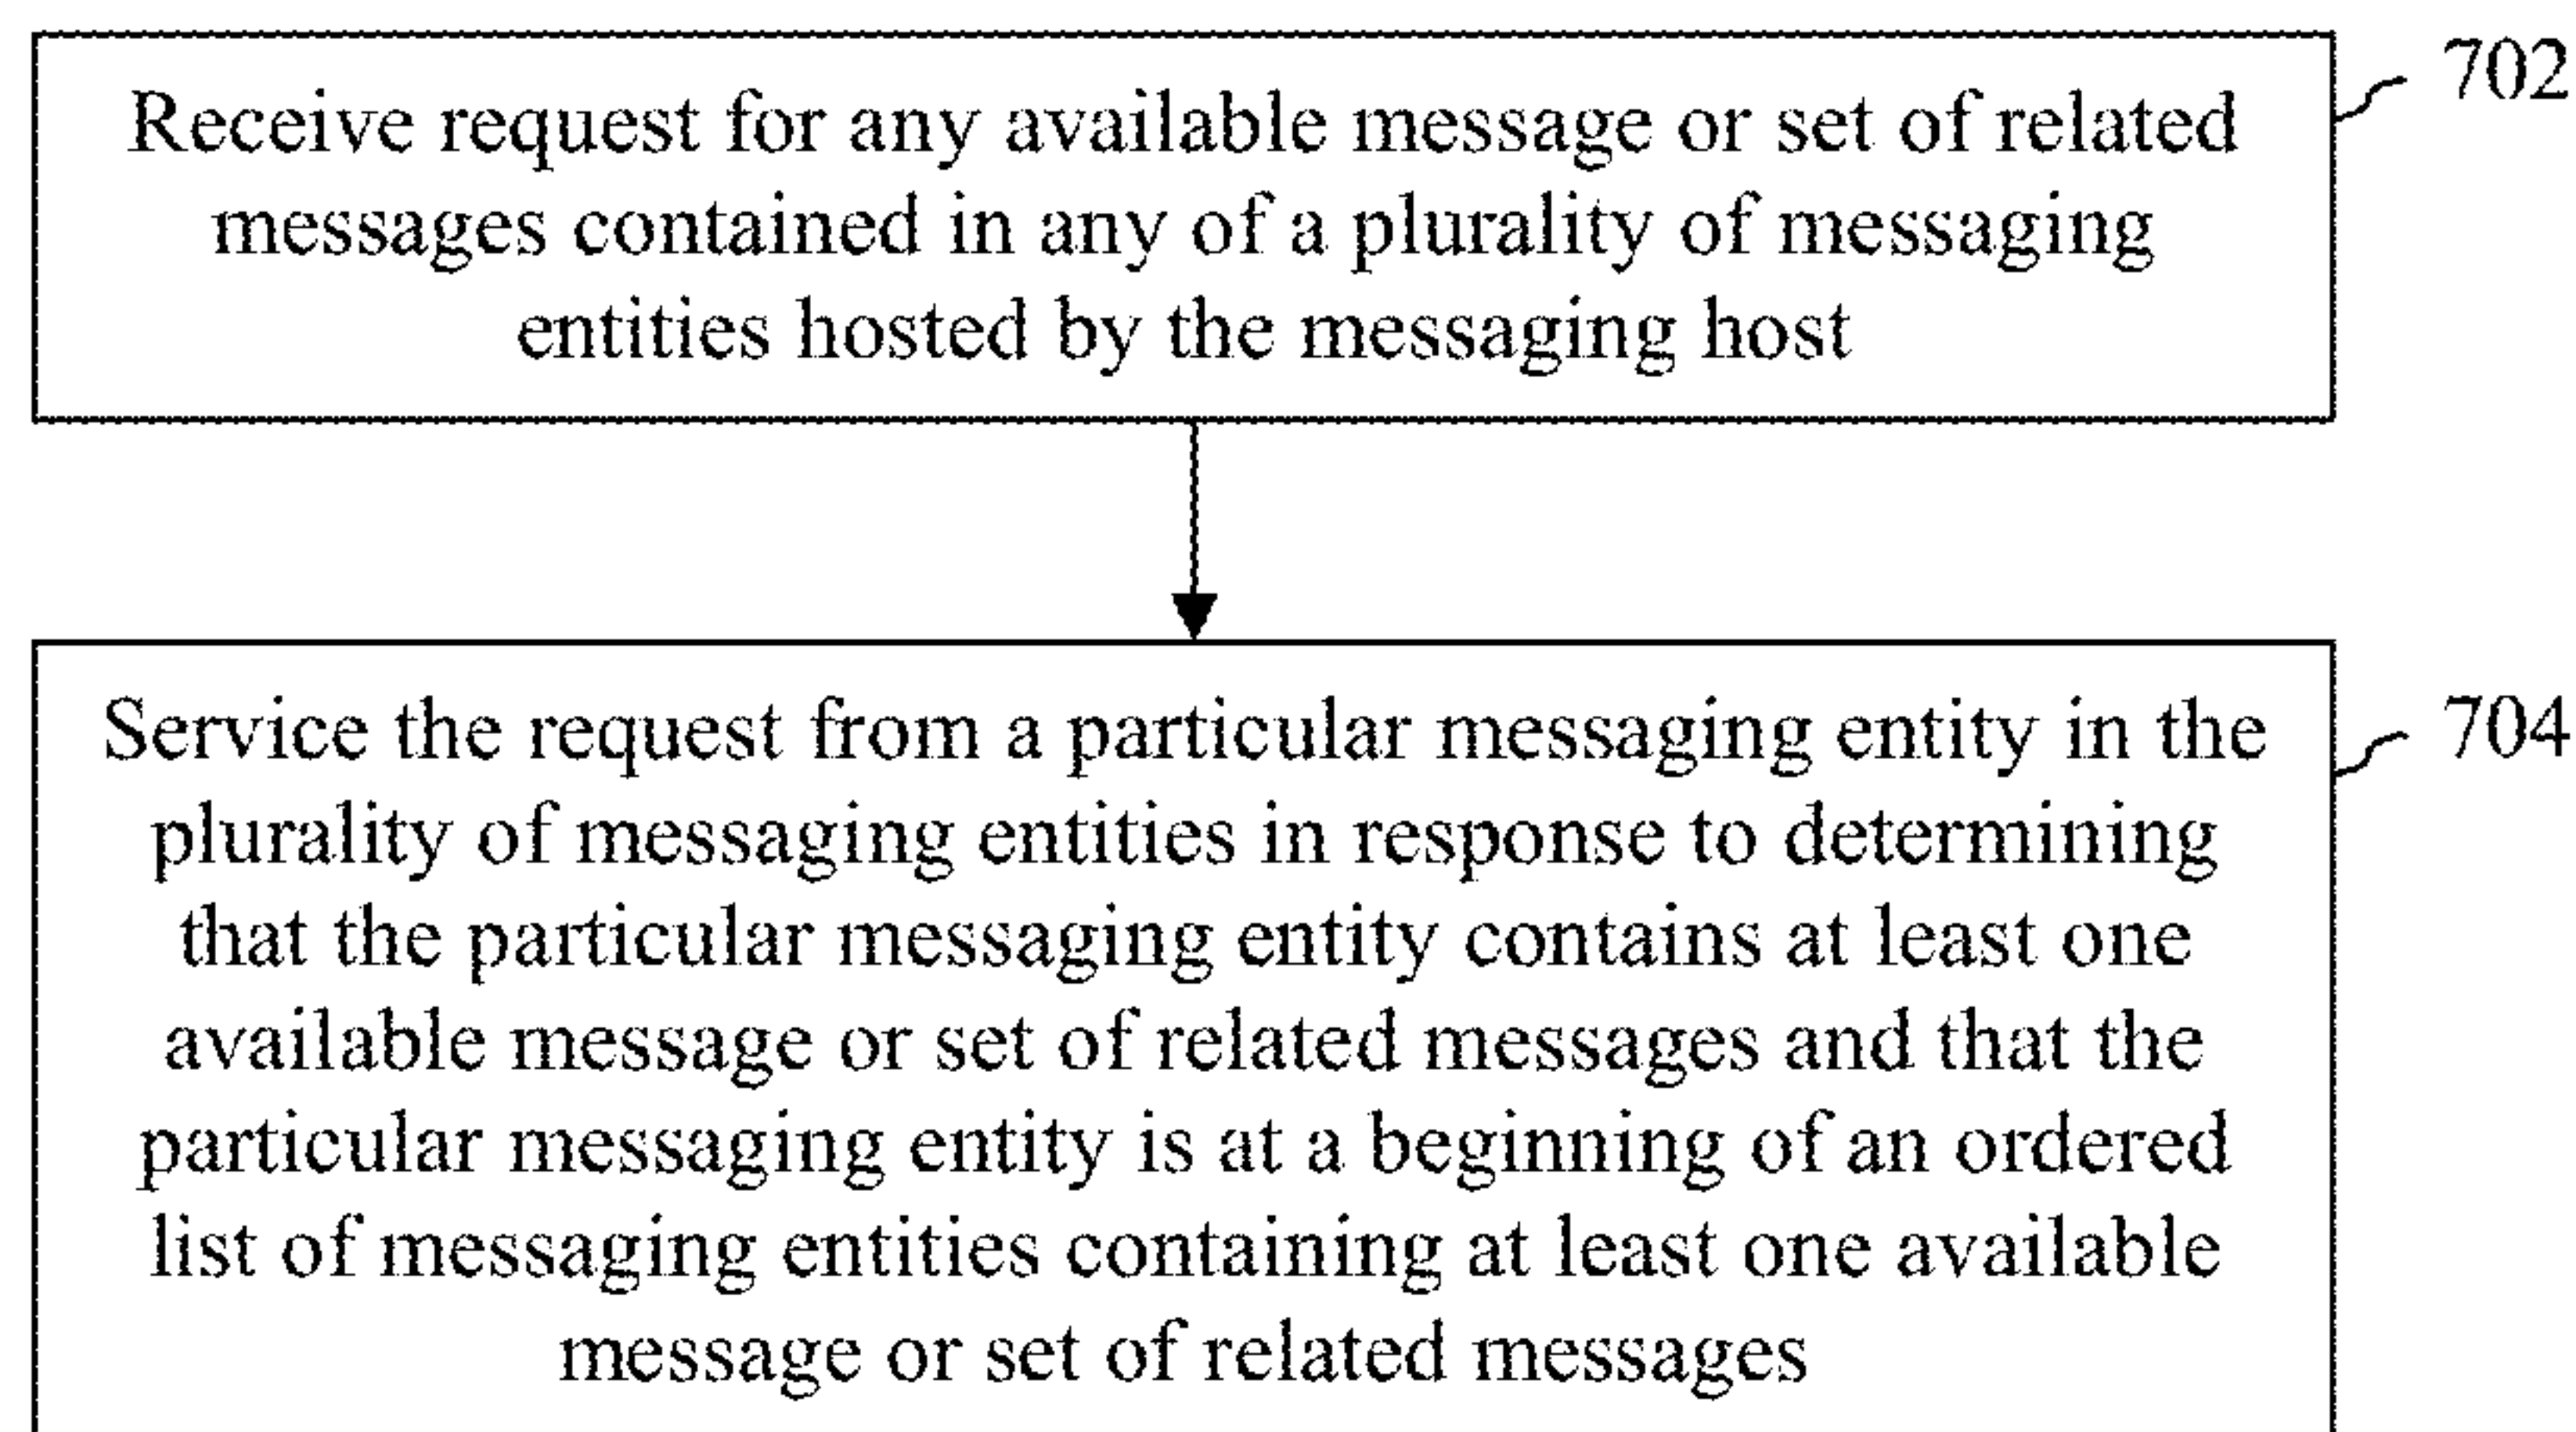 Receive request for any available message or set of related
messages contained in any of a plurality of messaging
entities hosted by the messaging host
702
Service the request from a particular messaging entity in the
plurality of messaging entities in response to determining
that the particular messaging entity contains at least one
available message or set of related messages and that the
particular messaging entity is at a beginning of an ordered
list of messaging entities containing at least one available
message or set of related messages
704